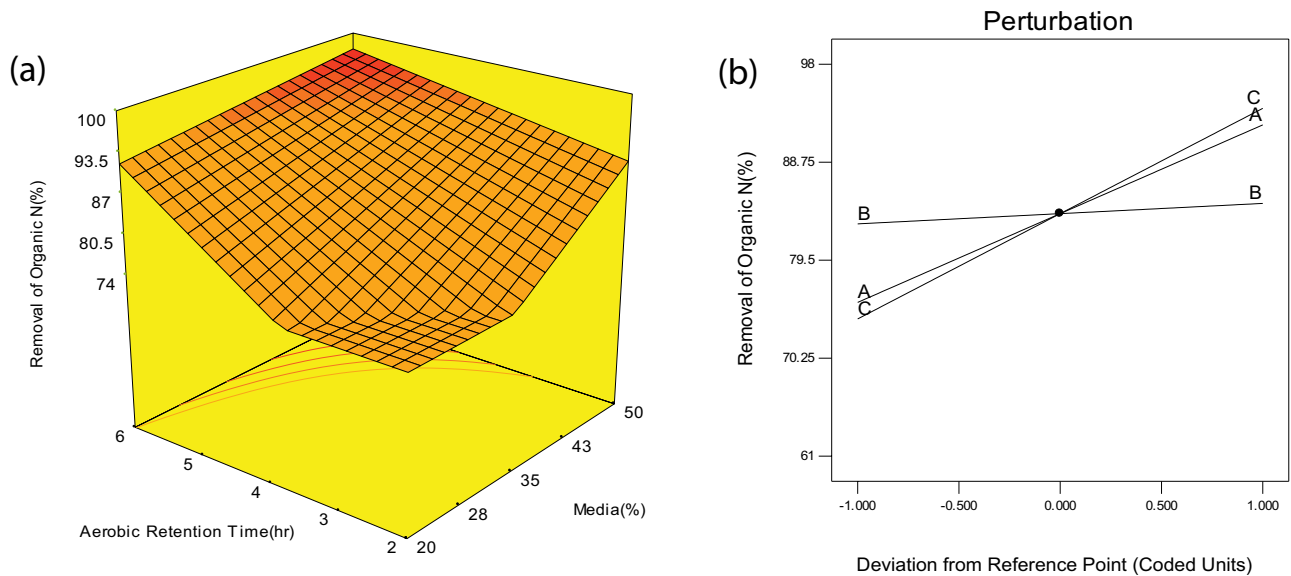 (a)
100
93.5
87
80.5
74
Removal of Organic N(%)
6
5
4
3
2
Aerobic Retention Time(hr)
20
28
35
43
50
Media(%)
(b)
Perturbation
98
88.75
79.5
70.25
61
Removal of Organic N(%)
C
A
B
B
A
C
-1.000
-0.500
0.000
0.500
1.000
Deviation from Reference Point (Coded Units)